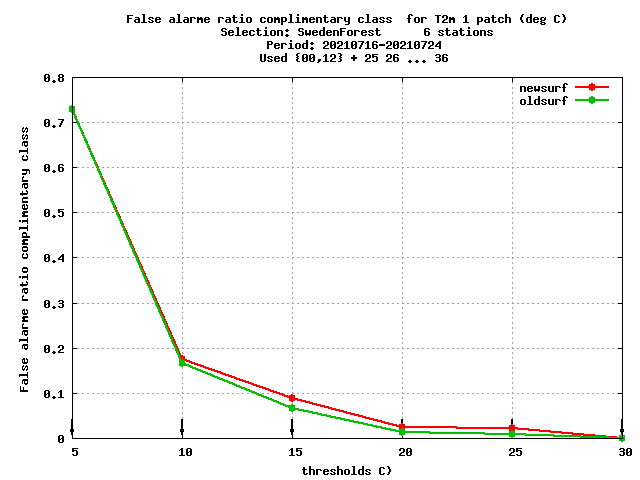 False alarme ratio complimentary class  for T2m 1 patch (deg C)
Selection: SwedenForest      6 stations
Period: 20210716-20210724
Used {00,12} + 25 26 ... 36
newsurf
oldsurf
False alarme ratio complimentary class
0.8
0.7
0.6
0.5
0.4
0.3
0.2
0.1
0
5 10 15 20 25 30
thresholds C)